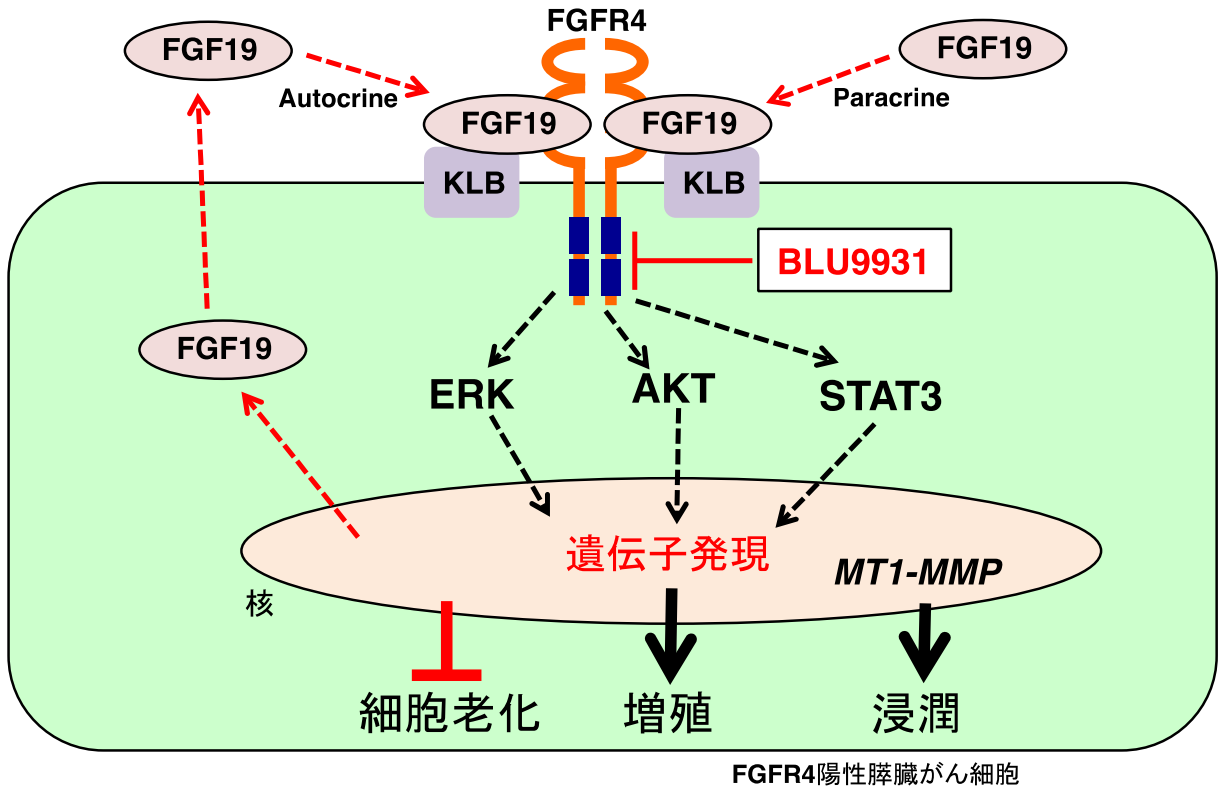 FGFR4
FGF19
FGF19
Autocrine
Paracrine
FGF19
FGF19
KLB
KLB
BLU9931
FGF19
ERK
AKT
STAT3
遺伝子発現
MT1-MMP
核
細胞老化
増殖
浸潤
FGFR4陽性膵臓がん細胞